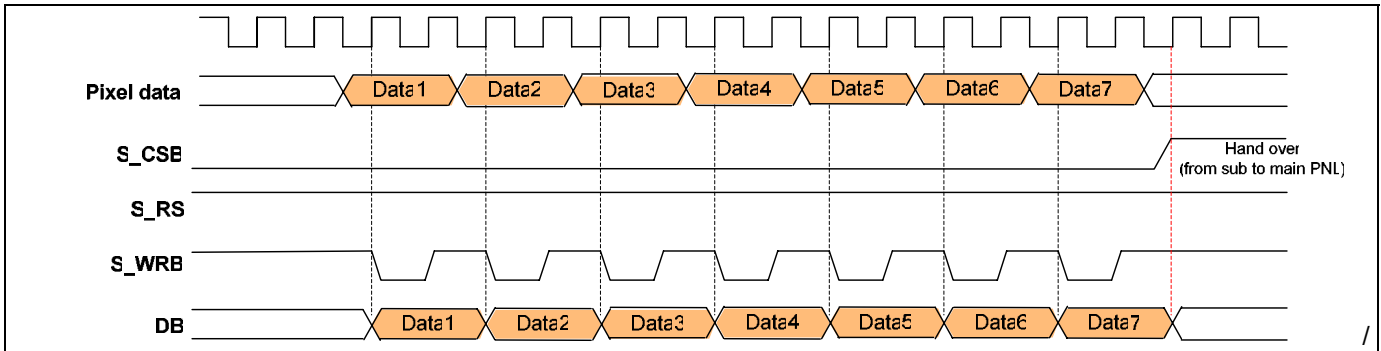 Pixel data Data1 Data2 Data3 Data4 Data5 Data6 Data7
S_CSB
Hand over
(from sub to main PNL)
S_RS
S_WRB
DB Data1 Data2 Data3 Data4 Data5 Data6 Data7
/